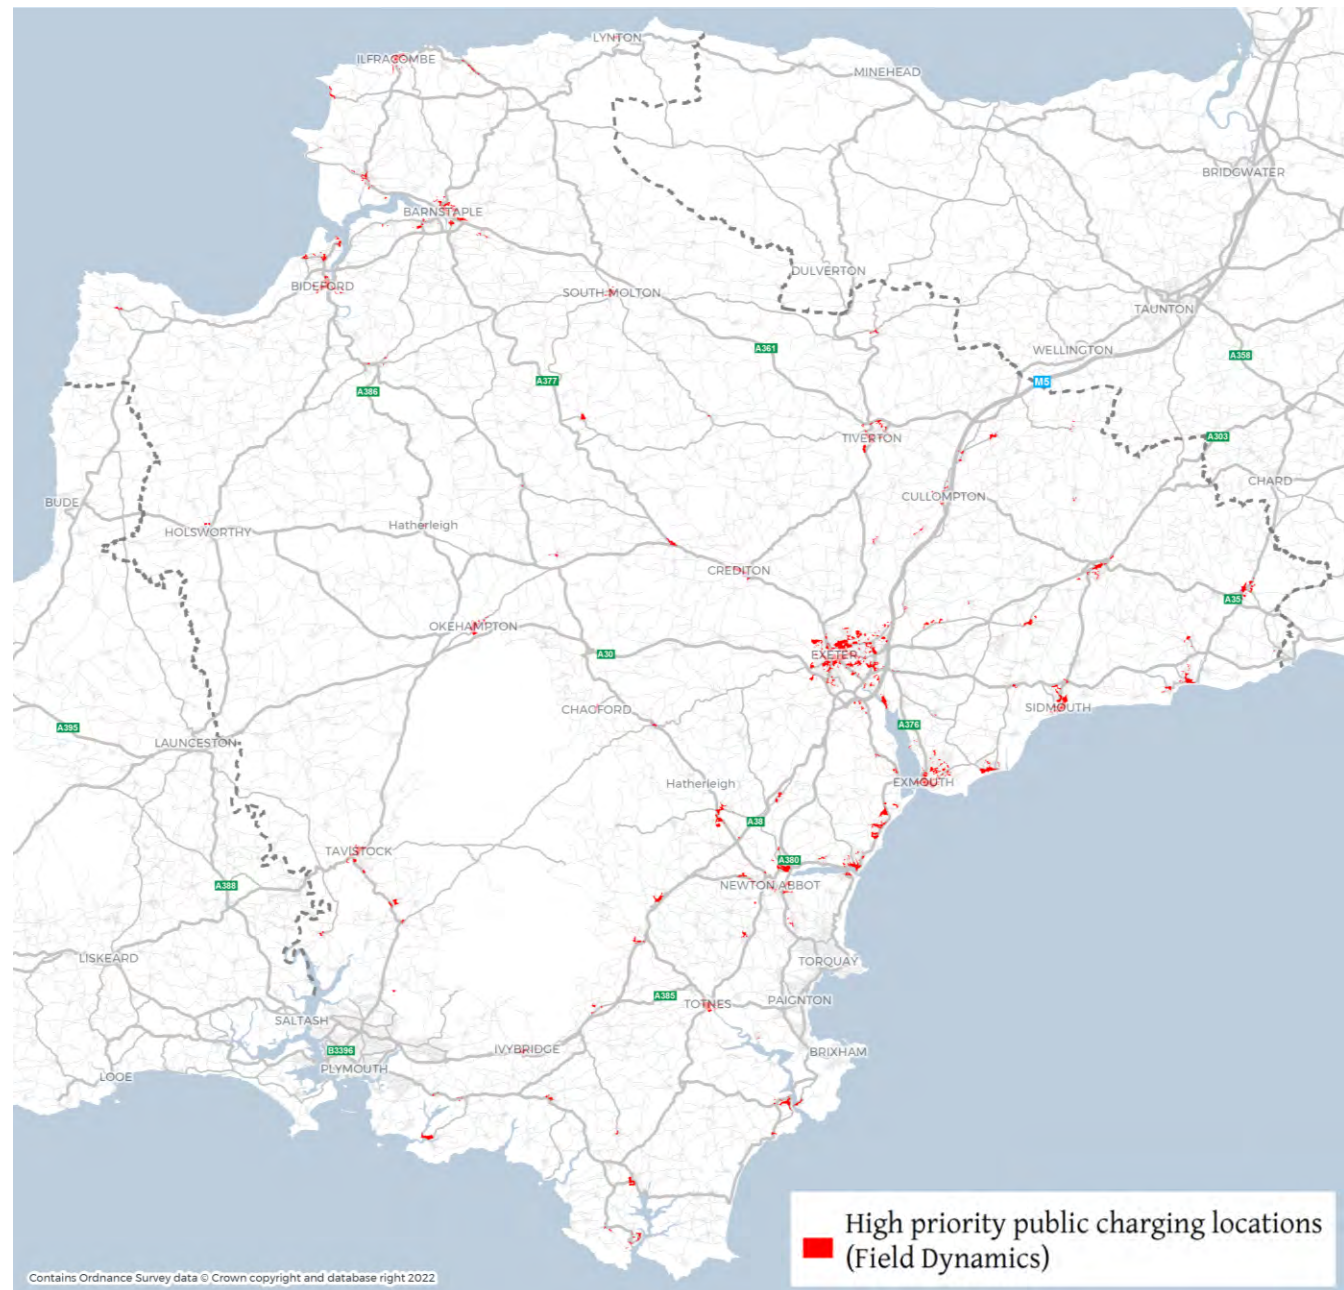 LYNTON
ILFRACOMBE
MINEHEAD
BRIDGWATER
BARNSTAPLE
DULVERTON
BIDEFORD
SOUTH MOLTON
TAUNTON
A361
WELLINGTON
A358
A377
M5
A386
TIVERTON
A303
CHARD
CULLOMPTON
BUDE
HOLSWORTHY
Hatherleigh
CREDITON
A35
OKEHAMPTON
A30
EXETER
CHAGFORD
SIDMOUTH
A395
A376
LAUNCESTON
Hatherleigh
EXMOUTH
A38
TAVISTOCK
A380
A388
NEWTON ABBOT
LISKEARD
TORQUAY
A385
TOTNES
PAIGNTON
SALTASH
B3396
IVYBRIDGE
BRIXHAM
PLYMOUTH
LOOE
High priority public charging locations
(Field Dynamics)
Contains Ordnance Survey data © Crown copyright and database right 2022